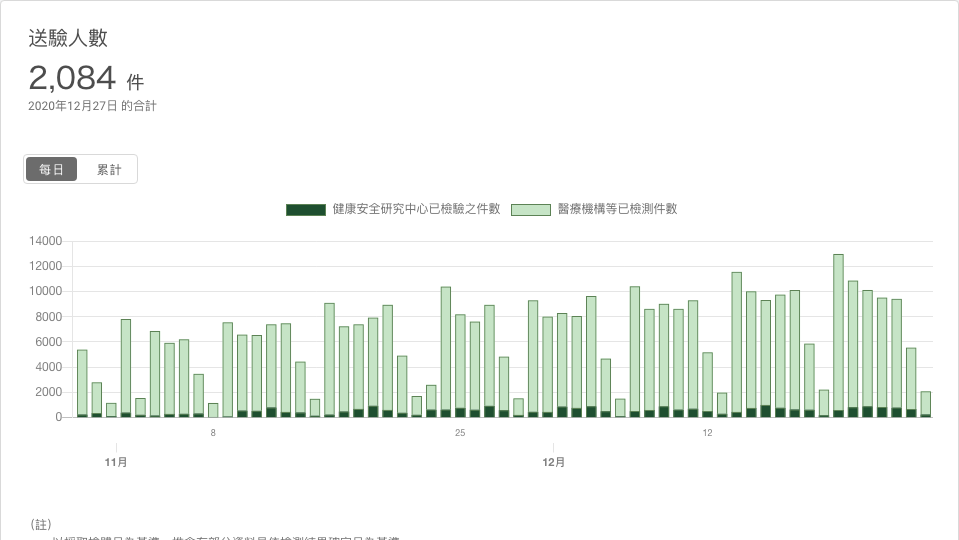 送驗人數
2,084 件
2020年12月27日 的合計
每日 累計
健康安全研究中心已檢驗之件數 醫療機構等已檢測件數
14000
12000
10000
8000
6000
4000
2000
0
8 25 12
11月 12月
（註）